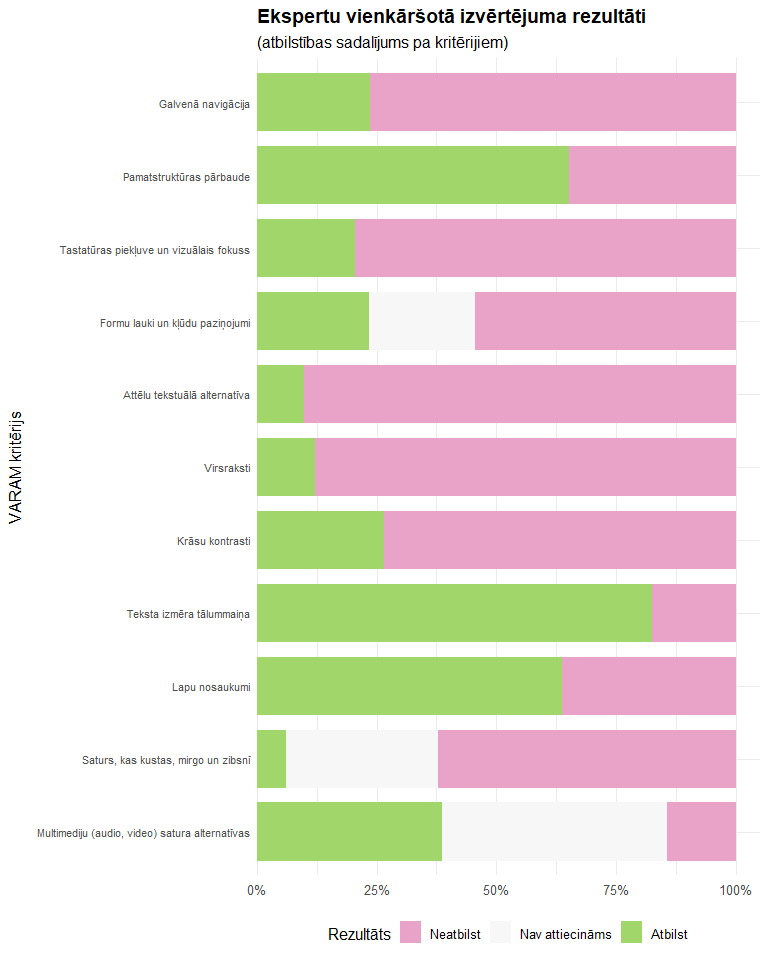 Ekspertu vienkāršotā izvērtējuma rezultāti
(atbilstības sadalījums pa kritērijiem)
VARAM kritērijs
Galvenā navigācija
Pamatstruktūras pārbaude
Tastatūras piekļuve un vizuālais fokuss
Formu lauki un kļūdu paziņojumi
Attēlu tekstuālā alternatīva
Virsraksti
Krāsu kontrasti
Teksta izmēra tālummaiņa
Lapu nosaukumi
Saturs, kas kustas, mirgo un zibsnī
Multimediju (audio, video) satura alternatīvas
0% 25% 50% 75% 100%
Rezultāts Neatbilst Nav attiecināms Atbilst